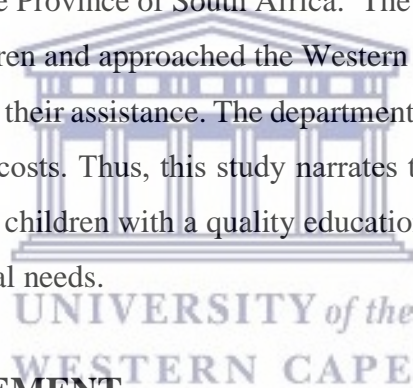 e Province of South Africa. The
ren and approached the Western
their assistance. The department
costs. Thus, this study narrates t
children with a quality educatio
al needs.
UNIVERSITY of the
WESTERN CAPE
EMENT